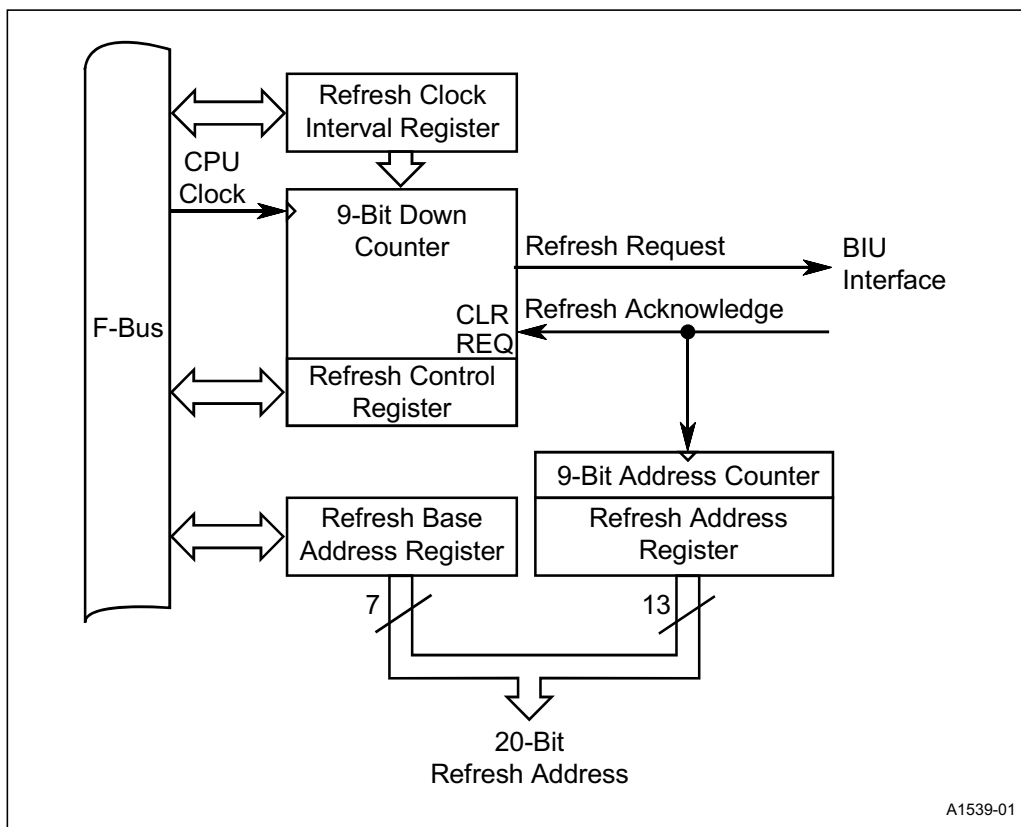 Refresh Clock
Interval Register
CPU
Clock
9-Bit Down
Counter
Refresh Request
BIU
Interface
Refresh Acknowledge
CLR
REQ
F-Bus
Refresh Control
Register
9-Bit Address Counter
Refresh Base
Address Register
Refresh Address
Register
7
13
20-Bit
Refresh Address
A1539-01